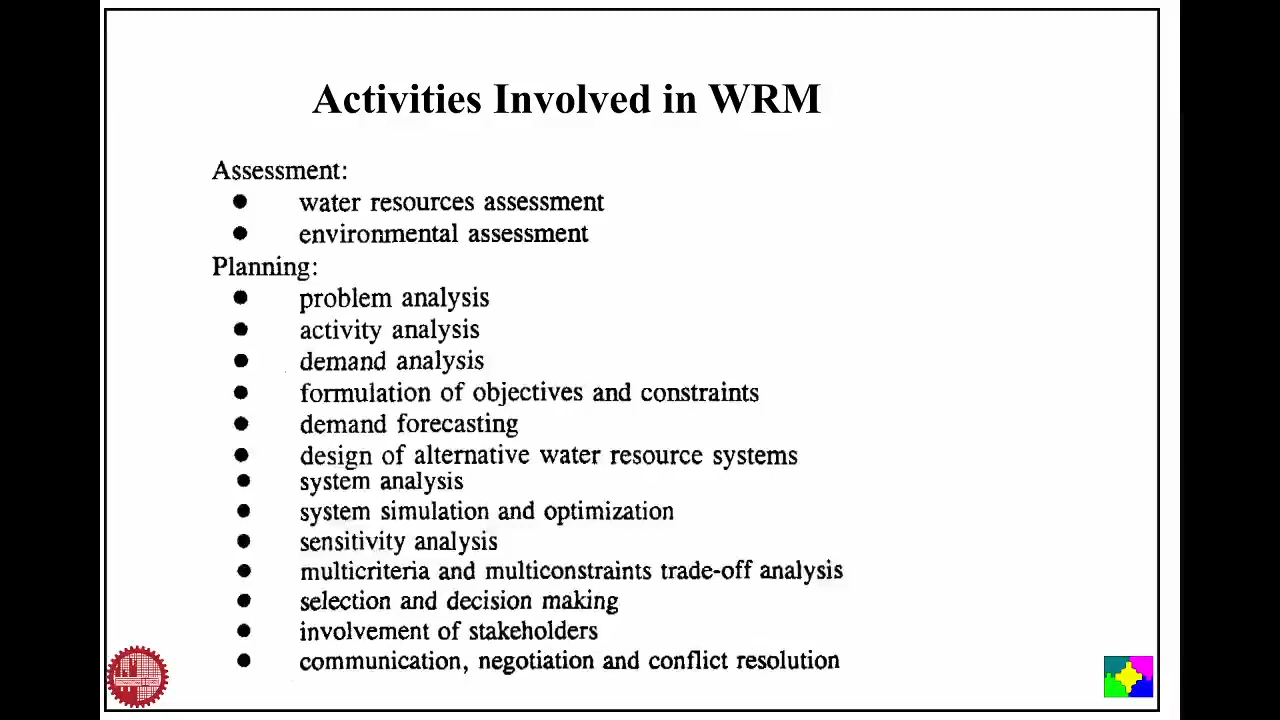 Activities Involved in WRM
Assessment:
● water resources assessment
● environmental assessment
Planning:
● problem analysis
● activity analysis
● demand analysis
● formulation of objectives and constraints
● demand forecasting
● design of alternative water resource systems
● system analysis
● system simulation and optimization
● sensitivity analysis
● multicriteria and multiconstraints trade-off analysis
● selection and decision making
● involvement of stakeholders
● communication, negotiation and conflict resolution